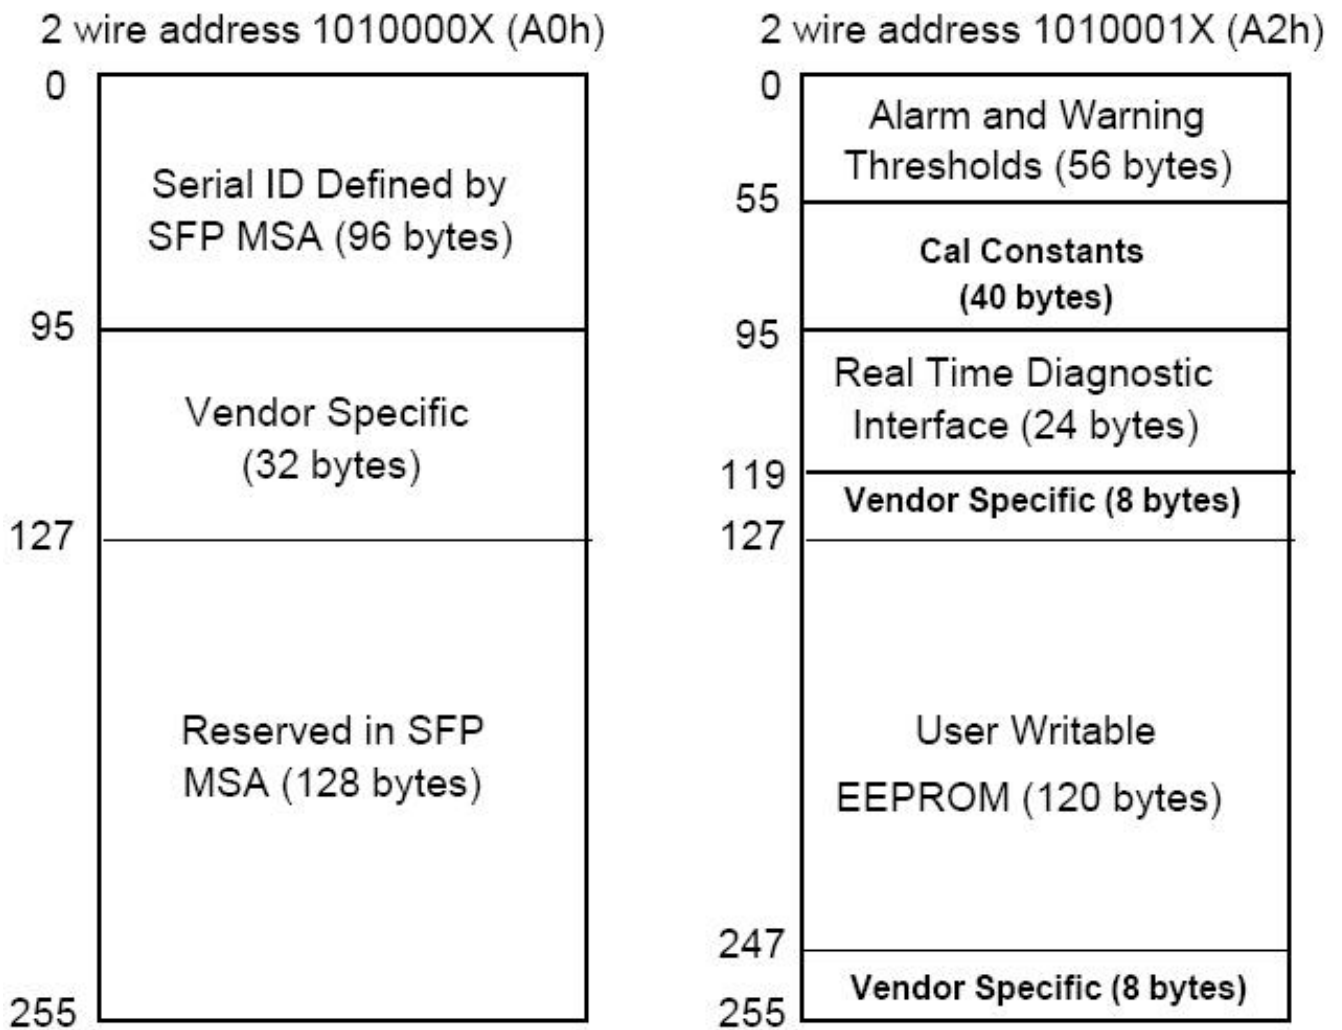 2 wire address 1010000X (A0h)
0
Serial ID Defined by
SFP MSA (96 bytes)
95
Vendor Specific
(32 bytes)
127
Reserved in SFP
MSA (128 bytes)
255
2 wire address 1010001X (A2h)
0
Alarm and Warning
Thresholds (56 bytes)
55
Cal Constants
(40 bytes)
95
Real Time Diagnostic
Interface (24 bytes)
119
Vendor Specific (8 bytes)
127
User Writable
EEPROM (120 bytes)
247
Vendor Specific (8 bytes)
255